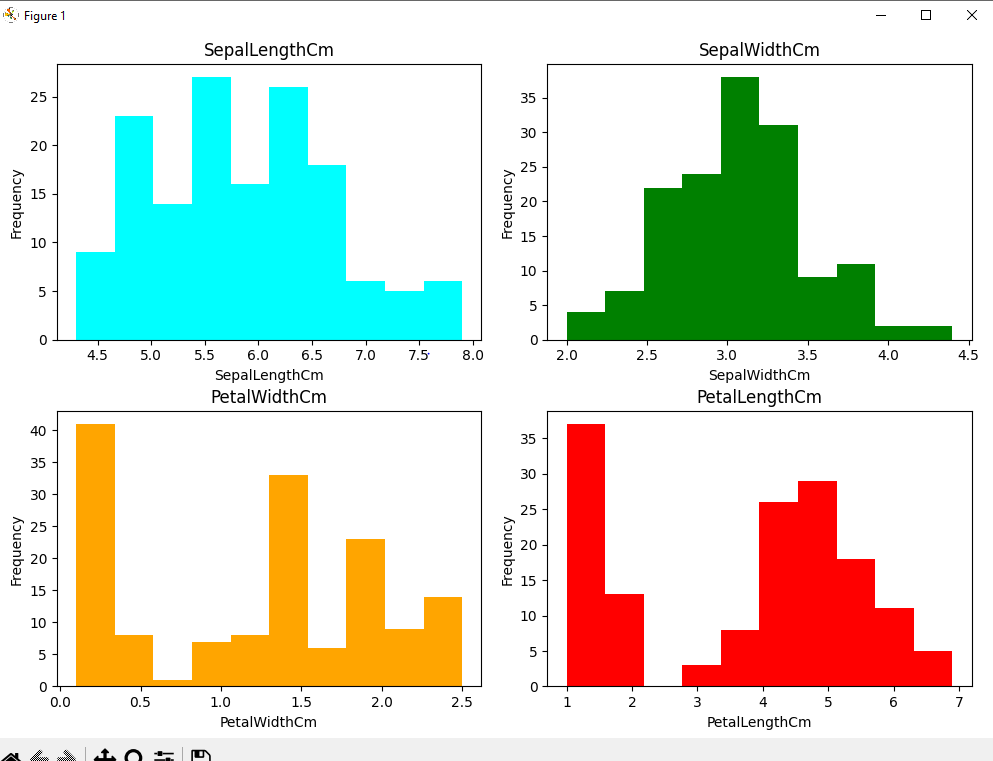 Figure 1
SepalLengthCm
Frequency
0
5
10
15
20
25
4.5 5.0 5.5 6.0 6.5 7.0 7.5 8.0
SepalLengthCm
SepalWidthCm
Frequency
0
5
10
15
20
25
30
35
2.0 2.5 3.0 3.5 4.0 4.5
SepalWidthCm
PetalWidthCm
Frequency
0
5
10
15
20
25
30
35
40
0.0 0.5 1.0 1.5 2.0 2.5
PetalWidthCm
PetalLengthCm
Frequency
0
5
10
15
20
25
30
35
1 2 3 4 5 6 7
PetalLengthCm